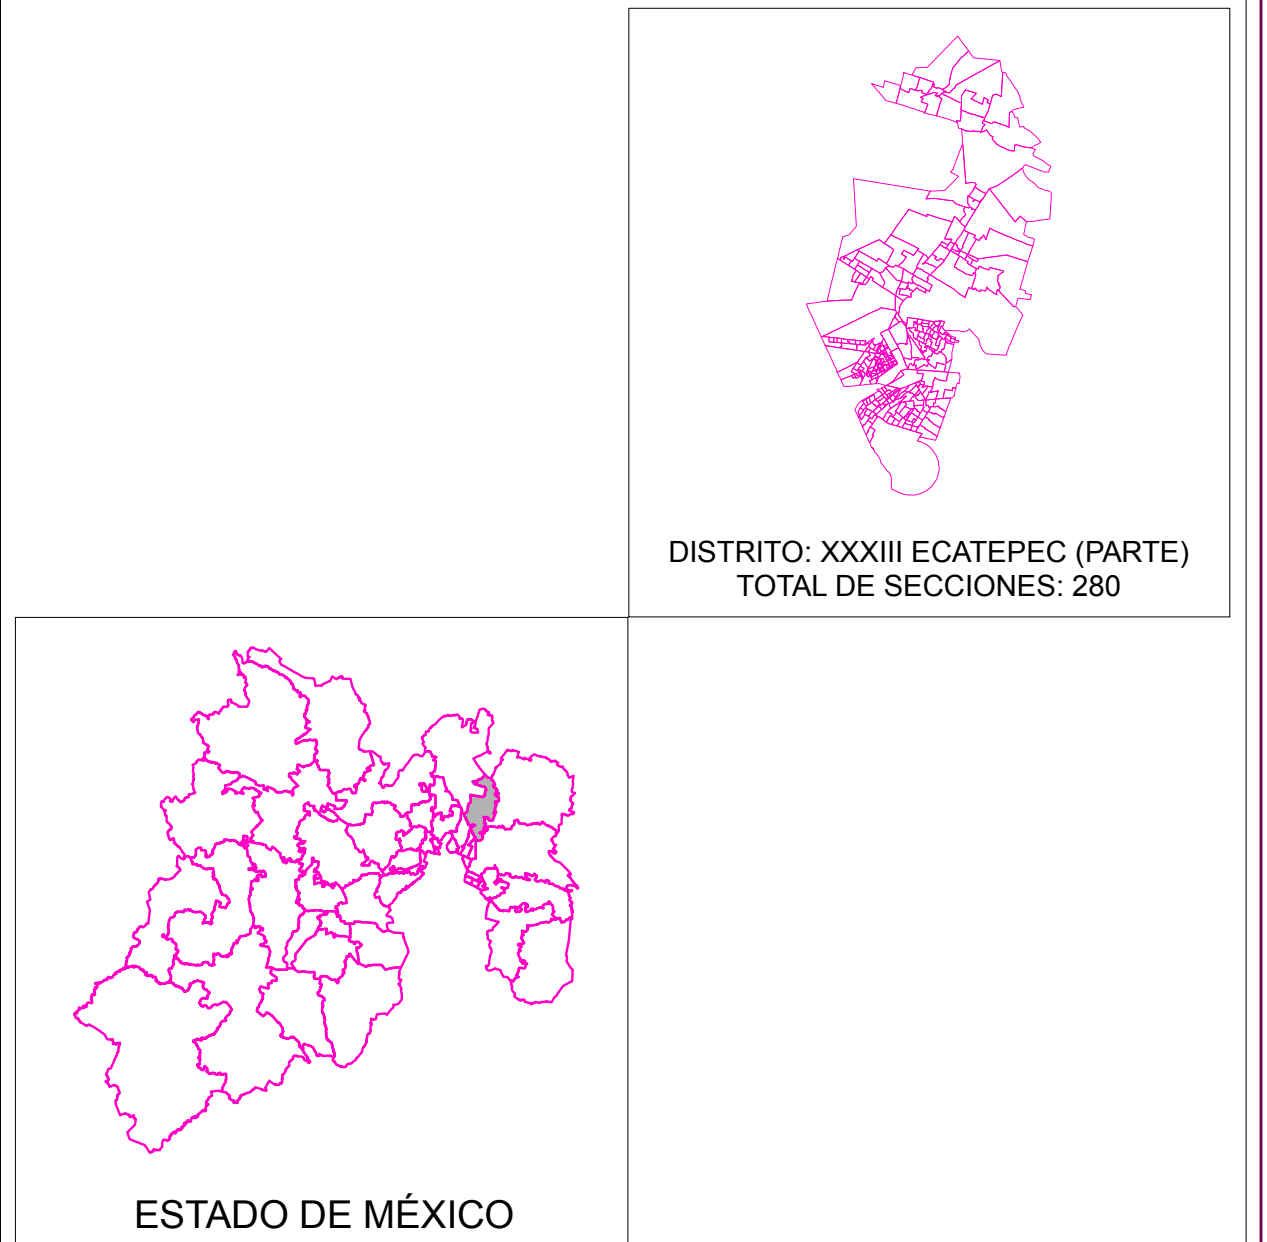 DISTRITO: XXXIII ECATEPEC (PARTE)
TOTAL DE SECCIONES: 280
ESTADO DE MÉXICO